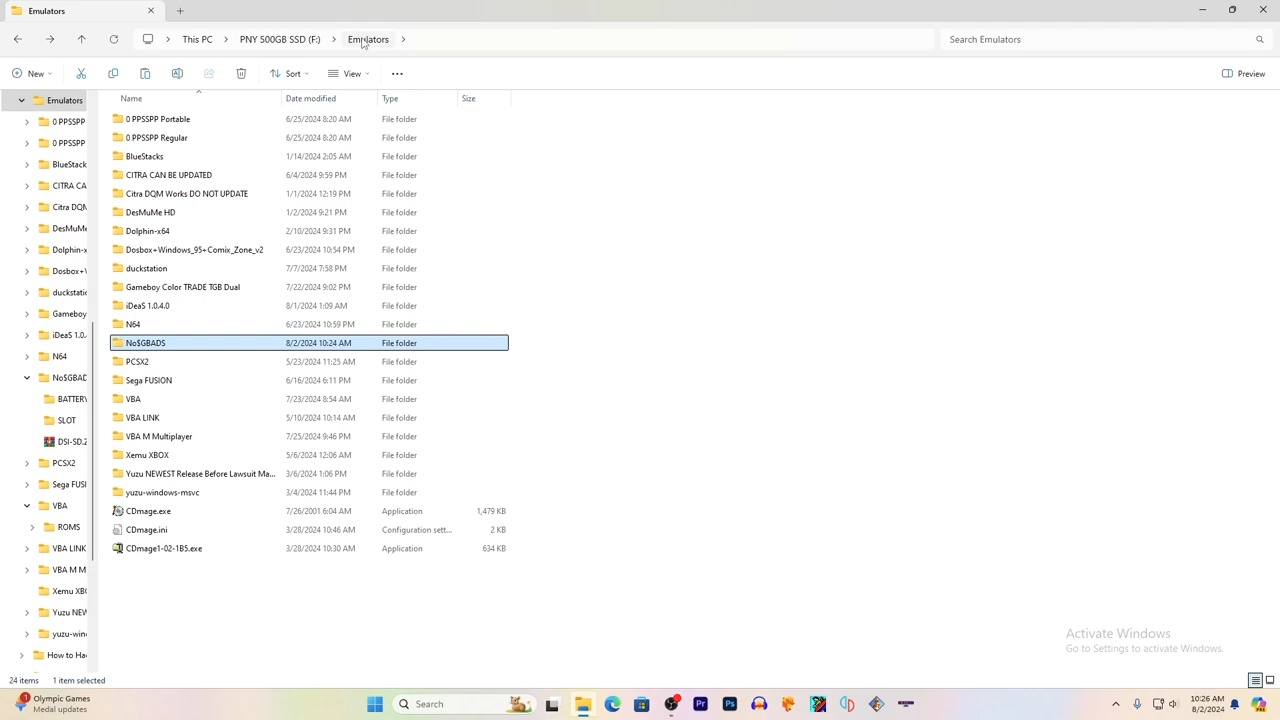 Emulators
This PC
PNY 500GB SSD (F:)
Emulators
Search Emulators
New
Sort
View
Preview
Name
Date modified
Type
Size
Emulators
0 PPSSPP
0 PPSSPP
BlueStack
CITRA CA
Citra DQM
DesMuMe
Dolphin-x
Dosbox+W
duckstatio
Gameboy
iDeaS 1.0.
N64
No$GBAD
BATTERY
SLOT
DSI-SD.2
PCSX2
Sega FUSI
VBA
ROMS
VBA LINK
VBA M M
Xemu XB
Yuzu NEW
yuzu-wind
How to Ha
0 PPSSPP Portable 6/25/2024 8:20 AM File folder
0 PPSSPP Regular 6/25/2024 8:20 AM File folder
BlueStacks 1/14/2024 2:05 AM File folder
CITRA CAN BE UPDATED 6/4/2024 9:59 PM File folder
Citra DQM Works DO NOT UPDATE 1/1/2024 12:19 PM File folder
DesMuMe HD 1/2/2024 9:21 PM File folder
Dolphin-x64 2/10/2024 9:31 PM File folder
Dosbox+Windows_95+Comix_Zone_v2 6/23/2024 10:54 PM File folder
duckstation 7/7/2024 7:58 PM File folder
Gameboy Color TRADE TGB Dual 7/22/2024 9:02 PM File folder
iDeaS 1.0.4.0 8/1/2024 1:09 AM File folder
N64 6/23/2024 10:59 PM File folder
No$GBADS 8/2/2024 10:24 AM File folder
PCSX2 5/23/2024 11:25 AM File folder
Sega FUSION 6/16/2024 6:11 PM File folder
VBA 7/23/2024 8:54 AM File folder
VBA LINK 5/10/2024 10:14 AM File folder
VBA M Multiplayer 7/25/2024 9:46 PM File folder
Xemu XBOX 5/6/2024 12:06 AM File folder
Yuzu NEWEST Release Before Lawsuit Ma... 3/6/2024 1:06 PM File folder
yuzu-windows-msvc 3/4/2024 11:44 PM File folder
CDmage.exe 7/26/2001 6:04 AM Application 1,479 KB
CDmage.ini 3/28/2024 10:46 AM Configuration sett... 2 KB
CDmage1-02-1B5.exe 3/28/2024 10:30 AM Application 634 KB
Activate Windows
Go to Settings to activate Windows.
24 items 1 item selected
1
Olympic Games
Medal updates
Search
Pr
Ps
10:26 AM
8/2/2024